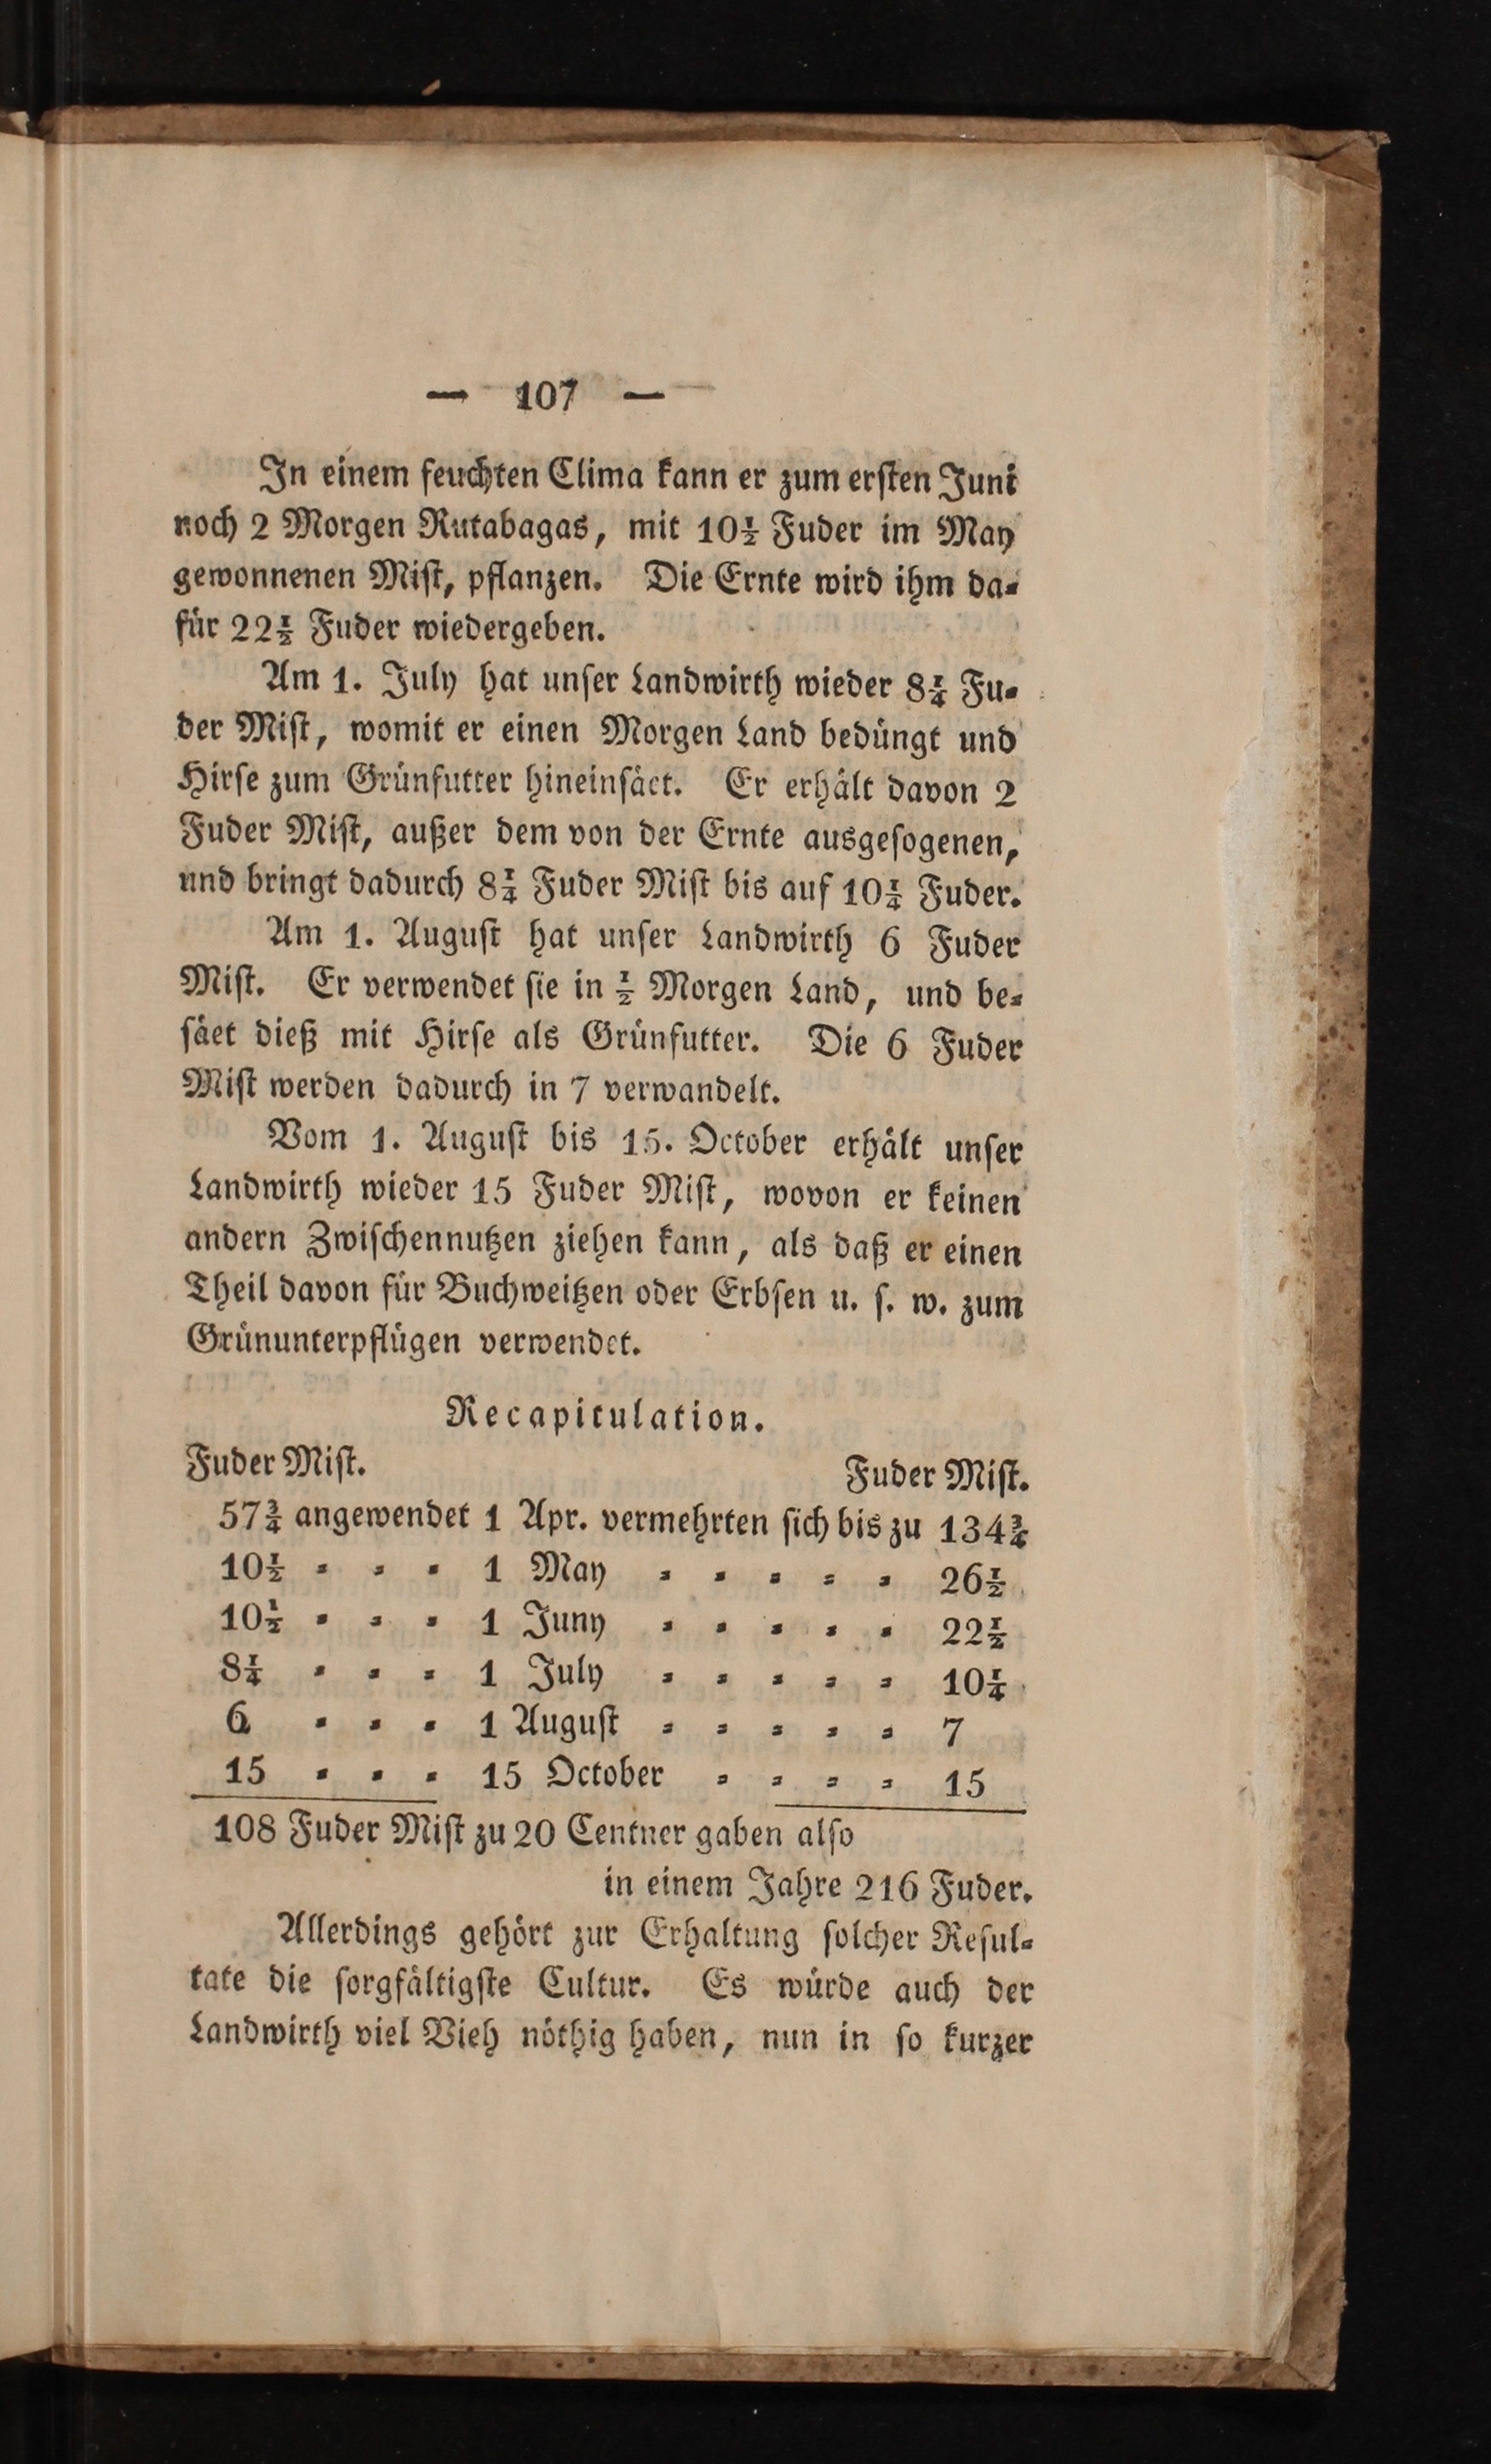 — 107 —
In einem feuchten Clima kann er zum erſten Juni
noch 2 Morgen Rutabagas, mit 10½ Fuder im May
gewonnenen Miſt, pflanzen. Die Ernte wird ihm da⸗
für 22½ Fuder wiedergeben.
Am 1. July hat unſer Landwirth wieder 8¼ Fu⸗
der Miſt, womit er einen Morgen Land bedüngt und
Hirſe zum Grünfutter hineinſäet. Er erhält davon 2
Fuder Miſt, außer dem von der Ernte ausgeſogenen,
und bringt dadurch 8¼ Fuder Miſt bis auf 10¼ Fuder.
Am 1. Auguſt hat unſer Landwirth 6 Fuder
Miſt. Er verwendet ſie in ½ Morgen Land, und be⸗
ſäet dieß mit Hirſe als Grünfutter. Die 6 Fuder
Miſt werden dadurch in 7 verwandelt.
Vom 1. Auguſt bis 15. October erhält unſer
Landwirth wieder 15 Fuder Miſt, wovon er keinen
andern Zwiſchennutzen ziehen kann, als daß er einen
Theil davon für Buchweitzen oder Erbſen u. ſ. w. zum
Grünunterpflügen verwendet.
Recapitulation.
Fuder Miſt. Fuder Miſt.
57¾ angewendet 1 Apr. vermehrten ſich bis zu 134¾
10½ ⸗ ⸗ ⸗ 1 May ⸗ ⸗ ⸗ ⸗ ⸗ 26½
10½ ⸗ ⸗ ⸗ 1 Juny ⸗ ⸗ ⸗ ⸗ ⸗ 22½
8¼ ⸗ ⸗ ⸗ 1 July ⸗ ⸗ ⸗ ⸗ ⸗ 10¼
6 ⸗ ⸗ ⸗ 1 Auguſt ⸗ ⸗ ⸗ ⸗ ⸗ 7
15 ⸗ ⸗ ⸗ 15 October ⸗ ⸗ ⸗ ⸗ 15
108 Fuder Miſt zu 20 Centner gaben alſo
in einem Jahre 216 Fuder.
Allerdings gehört zur Erhaltung ſolcher Reſul⸗
tate die ſorgfältigſte Cultur. Es würde auch der
Landwirth viel Vieh nöthig haben, nun in ſo kurzer